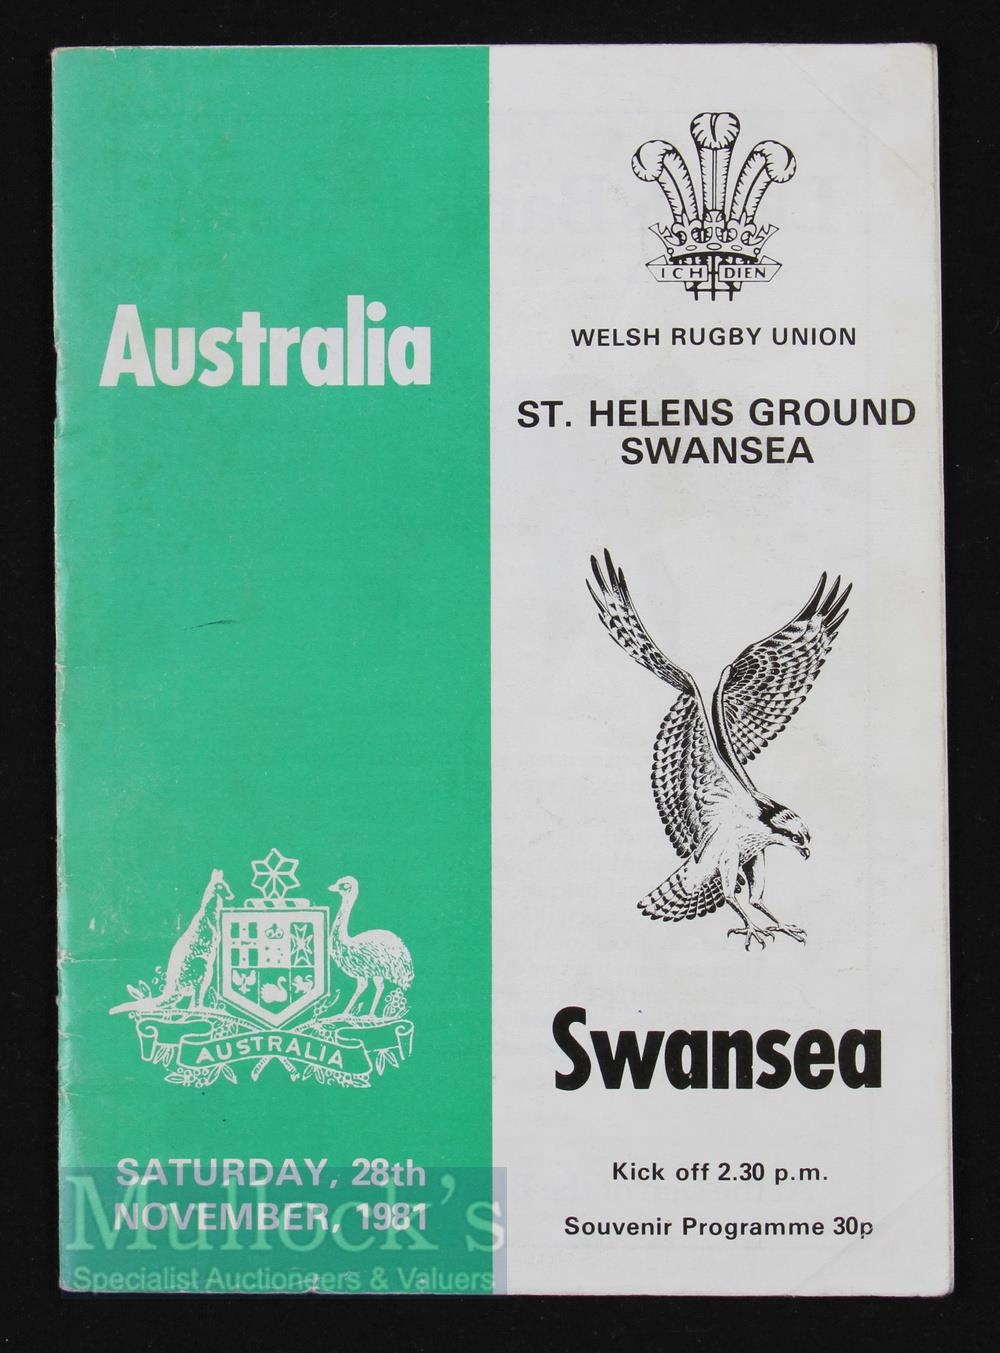 Australia
AUSTRALIA
SATURDAY, 28th
NOVEMBER, 1981
ICH DIEN
WELSH RUGBY UNION
ST. HELENS GROUND
SWANSEA
Swansea
Kick off 2.30 p.m.
Souvenir Programme 30p
Mullock's
Specialist Auctioneers & Valuers